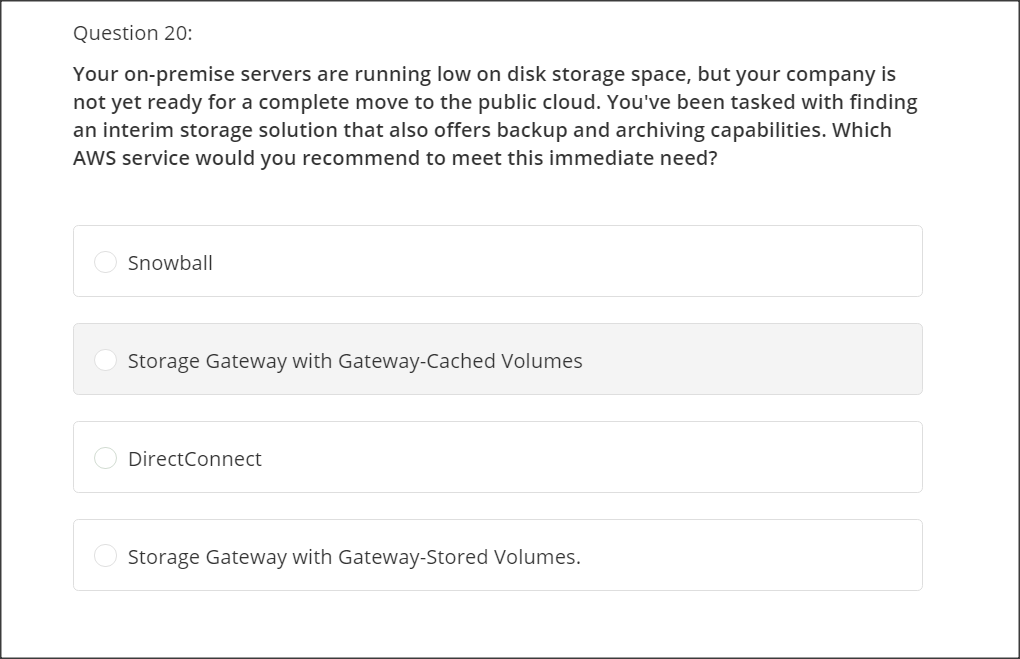 Question 20:
Your on-premise servers are running low on disk storage space, but your company is
not yet ready for a complete move to the public cloud. You've been tasked with finding
an interim storage solution that also offers backup and archiving capabilities. Which
AWS service would you recommend to meet this immediate need?
Snowball
Storage Gateway with Gateway-Cached Volumes
DirectConnect
Storage Gateway with Gateway-Stored Volumes.